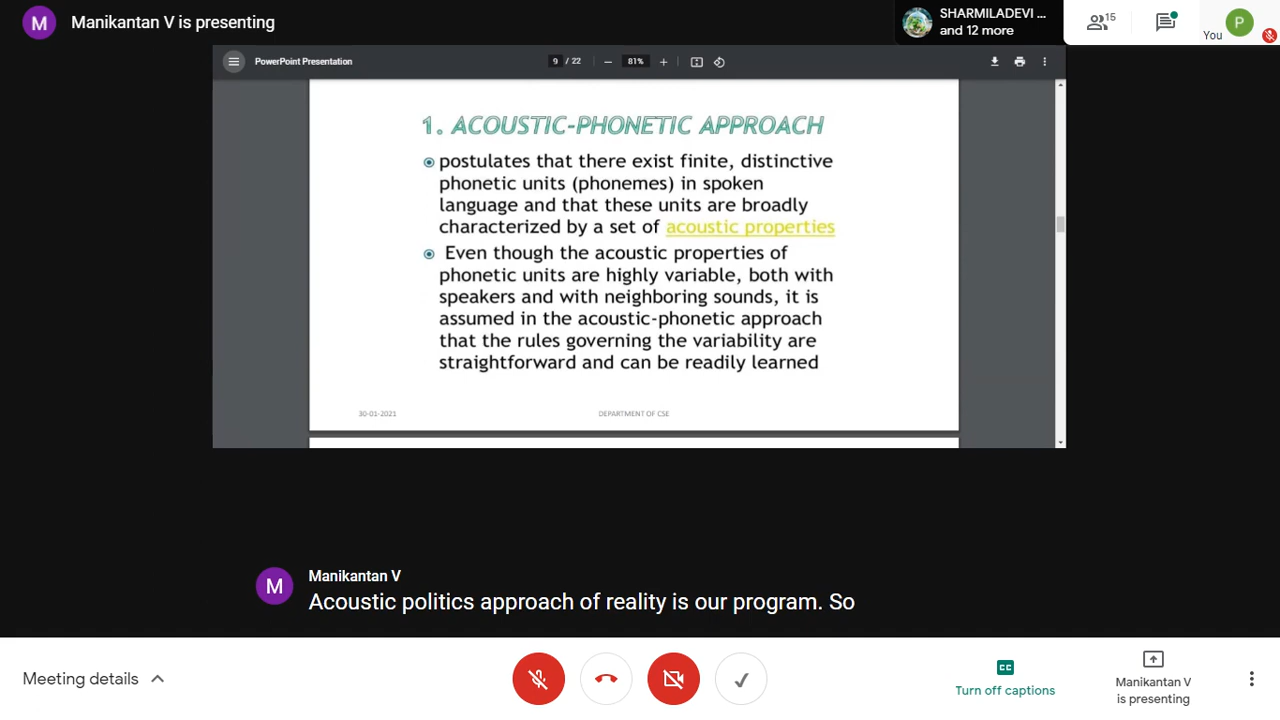 M
Manikantan V is presenting
SHARMILADEVI ...
and 12 more
15
You
P
PowerPoint Presentation
9 / 22
81%
1. ACOUSTIC-PHONETIC APPROACH
postulates that there exist finite, distinctive
phonetic units (phonemes) in spoken
language and that these units are broadly
characterized by a set of acoustic properties
Even though the acoustic properties of
phonetic units are highly variable, both with
speakers and with neighboring sounds, it is
assumed in the acoustic-phonetic approach
that the rules governing the variability are
straightforward and can be readily learned
30-01-2021
DEPARTMENT OF CSE
M
Manikantan V
Acoustic politics approach of reality is our program. So
Meeting details
CC
Turn off captions
Manikantan V
is presenting